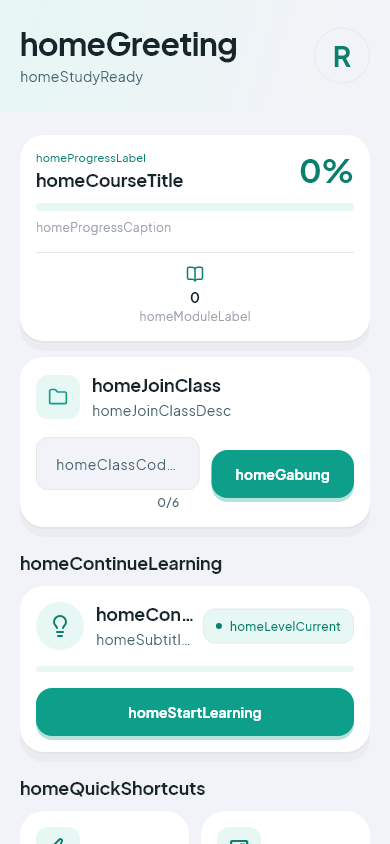 homeGreeting
homeStudyReady
R
homeProgressLabel
homeCourseTitle
0%
homeProgressCaption
0
homeModuleLabel
homeJoinClass
homeJoinClassDesc
homeClassCod...
homeGabung
0/6
homeContinueLearning
homeCon...
homeSubtitl...
homeLevelCurrent
homeStartLearning
homeQuickShortcuts